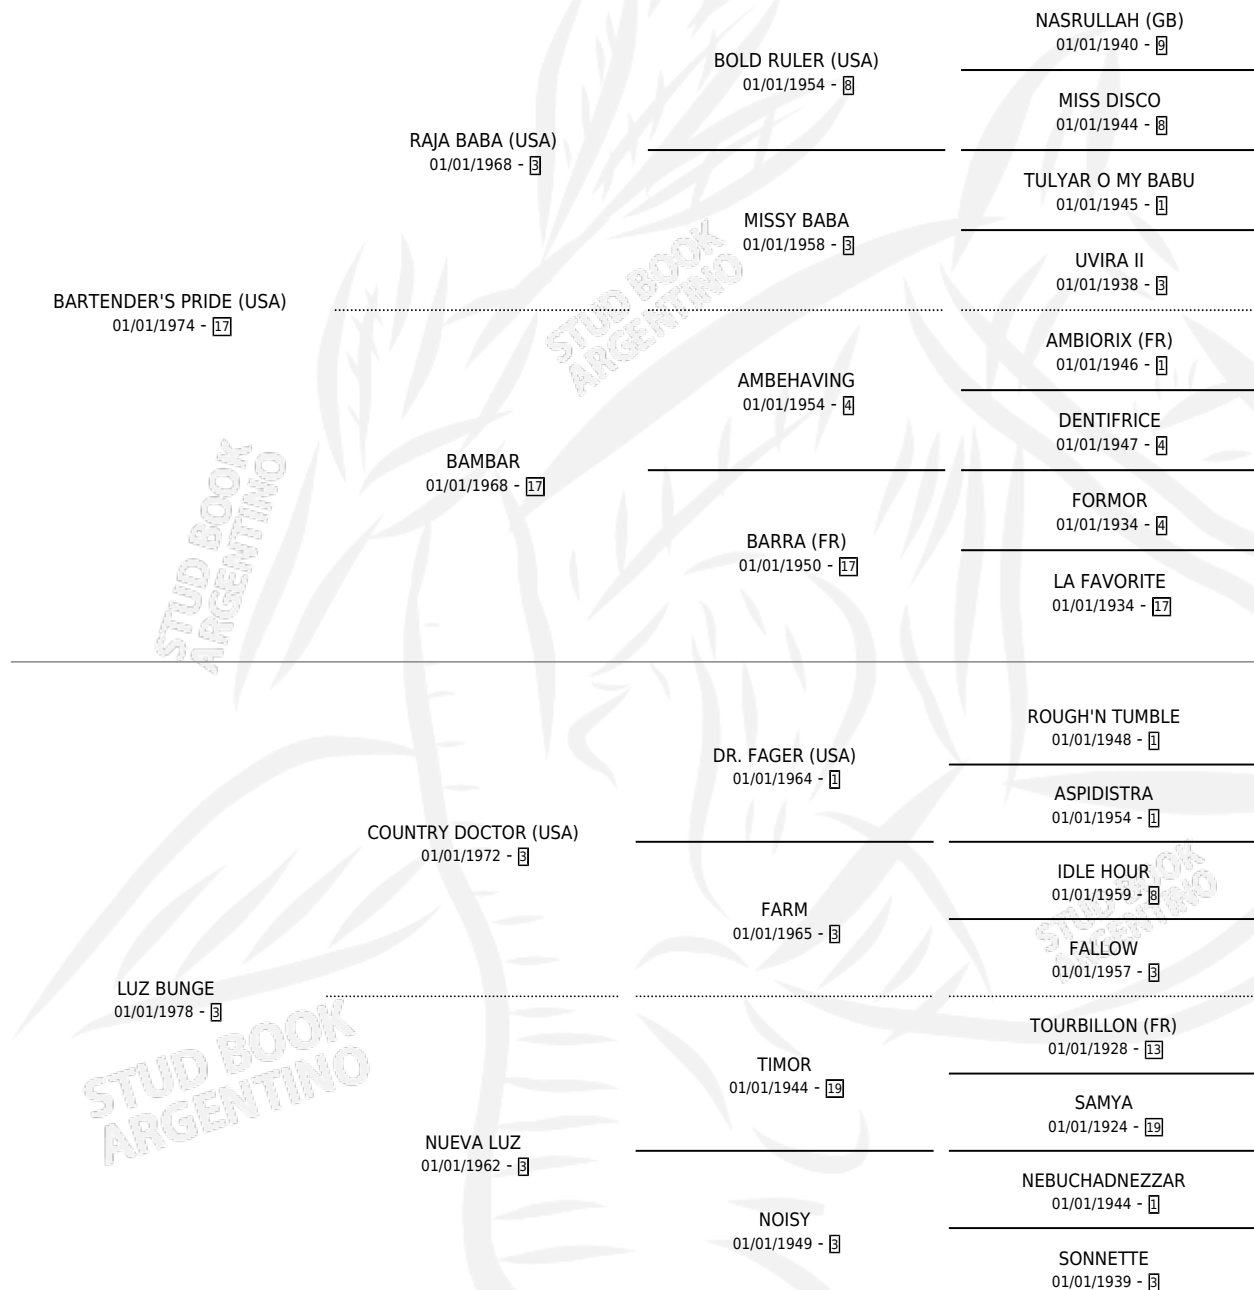 NASRULLAH (GB)
01/01/1940 - 9
BOLD RULER (USA)
01/01/1954 - 8
MISS DISCO
01/01/1944 - 8
RAJA BABA (USA)
01/01/1968 - 3
TULYAR O MY BABU
01/01/1945 - 1
MISSY BABA
01/01/1958 - 3
UVIRA II
01/01/1938 - 3
BARTENDER'S PRIDE (USA)
01/01/1974 - 17
AMBIORIX (FR)
01/01/1946 - 1
AMBEHAVING
01/01/1954 - 4
DENTIFRICE
01/01/1947 - 4
BAMBAR
01/01/1968 - 17
FORMOR
01/01/1934 - 4
BARRA (FR)
01/01/1950 - 17
LA FAVORITE
01/01/1934 - 17
ROUGH'N TUMBLE
01/01/1948 - 1
DR. FAGER (USA)
01/01/1964 - 1
ASPIDISTRA
01/01/1954 - 1
COUNTRY DOCTOR (USA)
01/01/1972 - 3
IDLE HOUR
01/01/1959 - 8
FARM
01/01/1965 - 3
FALLOW
01/01/1957 - 3
LUZ BUNGE
01/01/1978 - 3
TOURBILLON (FR)
01/01/1928 - 13
TIMOR
01/01/1944 - 19
SAMYA
01/01/1924 - 19
NUEVA LUZ
01/01/1962 - 3
NEBUCHADNEZZAR
01/01/1944 - 1
NOISY
01/01/1949 - 3
SONNETTE
01/01/1939 - 3
STUD BOOK
ARGENTINO
STUD BOOK
ARGENTINO
STUD BOOK
ARGENTINO
STUD BOOK
ARGENTINO